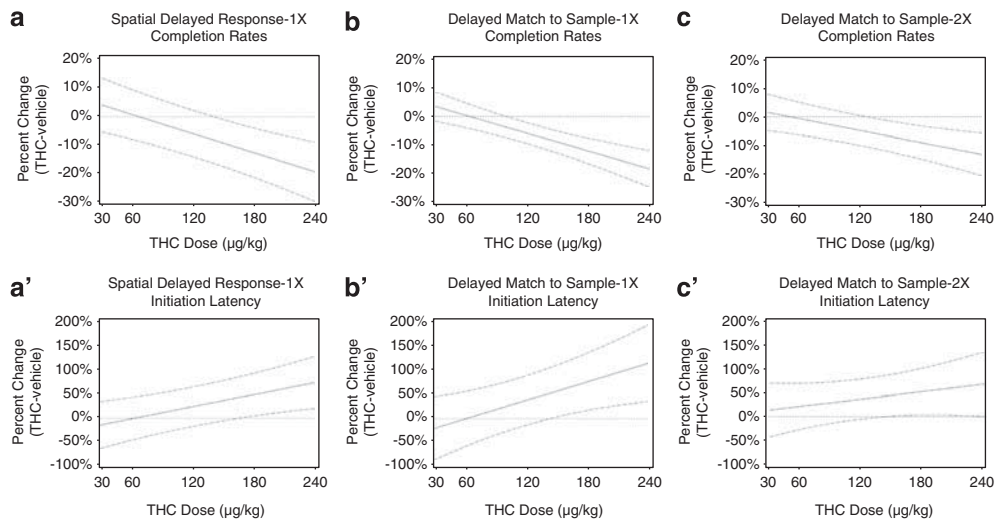 a
Spatial Delayed Response-1X
Completion Rates
20%
10%
0%
-10%
-20%
-30%
Percent Change
(THC-vehicle)
30 60 120 180 240
THC Dose (µg/kg)
b
Delayed Match to Sample-1X
Completion Rates
20%
10%
0%
-10%
-20%
-30%
Percent Change
(THC-vehicle)
30 60 120 180 240
THC Dose (µg/kg)
c
Delayed Match to Sample-2X
Completion Rates
20%
10%
0%
-10%
-20%
-30%
Percent Change
(THC-vehicle)
30 60 120 180 240
THC Dose (µg/kg)
a’
Spatial Delayed Response-1X
Initiation Latency
200%
150%
100%
50%
0%
-50%
-100%
Percent Change
(THC-vehicle)
30 60 120 180 240
THC Dose (µg/kg)
b’
Delayed Match to Sample-1X
Initiation Latency
200%
150%
100%
50%
0%
-50%
-100%
Percent Change
(THC-vehicle)
30 60 120 180 240
THC Dose (µg/kg)
c’
Delayed Match to Sample-2X
Initiation Latency
200%
150%
100%
50%
0%
-50%
-100%
Percent Change
(THC-vehicle)
30 60 120 180 240
THC Dose (µg/kg)